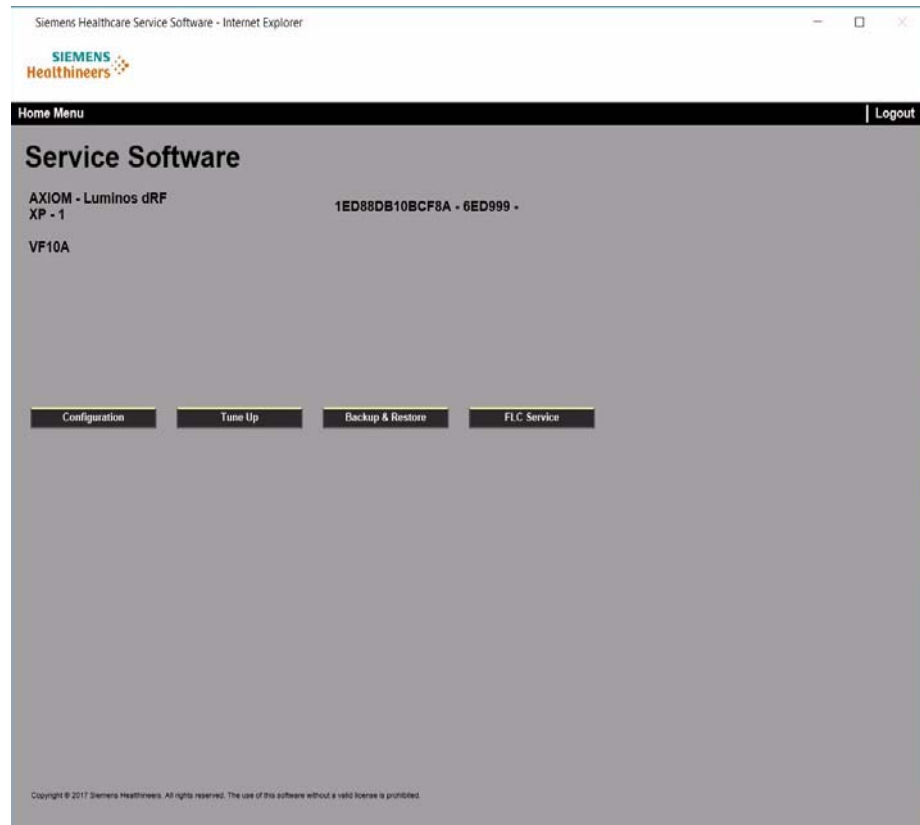 Siemens Healthcare Service Software - Internet Explorer
SIEMENS
Healthineers
Home Menu | Logout
Service Software
AXIOM - Luminos dRF
XP - 1
1ED88DB10BCF8A - 6ED999 -
VF10A
Configuration Tune Up Backup & Restore FLC Service
Copyright © 2017 Siemens Healthineers. All rights reserved. The use of this software without a valid license is prohibited.